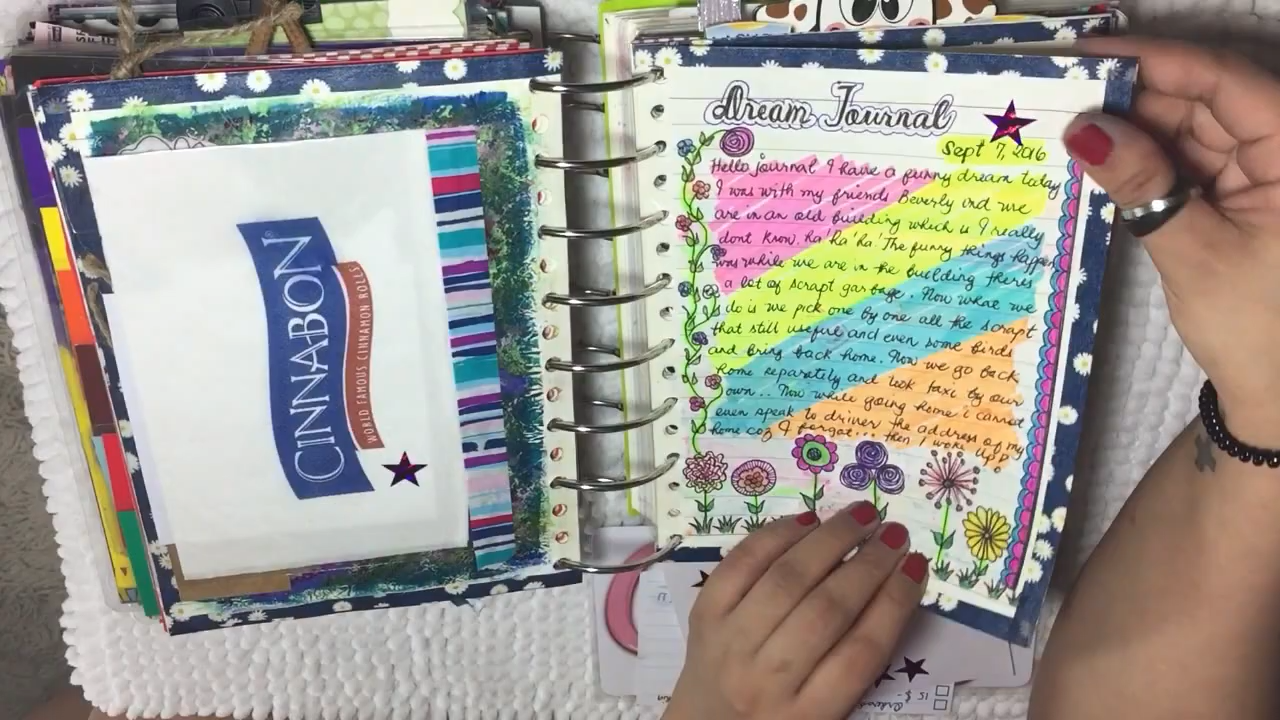 CINNABON®
WORLD FAMOUS CINNAMON ROLLS
Dream Journal
Sept 7, 2016
Hello journal I have a funny dream today
I was with my friends Beverly ind we
are in an old building which is I really
dont know. ha! ha! ha! The funny things happen
was while we are in the building theres
a lot of scrapt garbage. Now what we
do is we pick one by one all the scrapt
that still useful and even some birds
and bring back home. Now we go back
home separately and took taxi by our
own.. Now while going home i cannot
even speak to driver the address of my
home coz I forgot... then I woke up!!
15 $ -